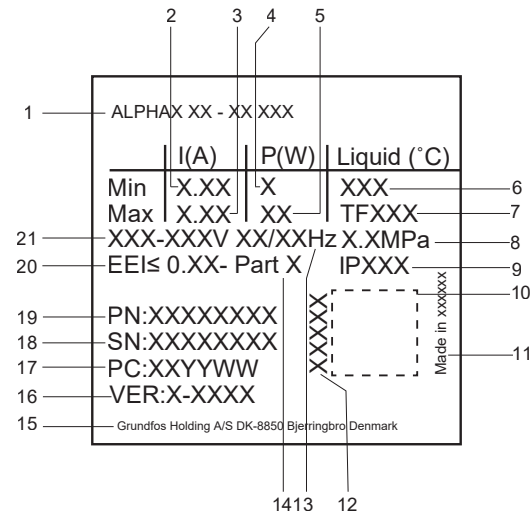 2 3 4 5
1 ALPHAX XX - XX XXX
I(A) P(W) Liquid (˚C)
Min X.XX X XXX 6
Max X.XX XX TFXXX 7
21 XXX-XXXV XX/XXHz X.XMPa 8
20 EEI≤ 0.XX- Part X IPXXX 9
10
19 PN:XXXXXXXX
18 SN:XXXXXXXX
17 PC:XXYYWW
16 VER:X-XXXX
XXXXX
Made in xxxxxx
11
15 Grundfos Holding A/S DK-8850 Bjerringbro Denmark
14 13 12